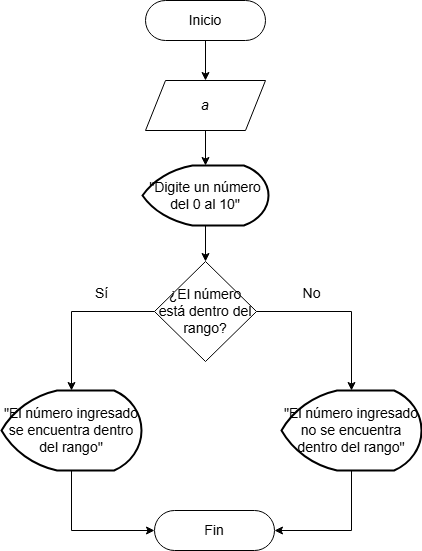 Inicio
a
"Digite un número
del 0 al 10"
¿El número
está dentro del
rango?
Sí
No
"El número ingresado
se encuentra dentro
del rango"
"El número ingresado
no se encuentra
dentro del rango"
Fin